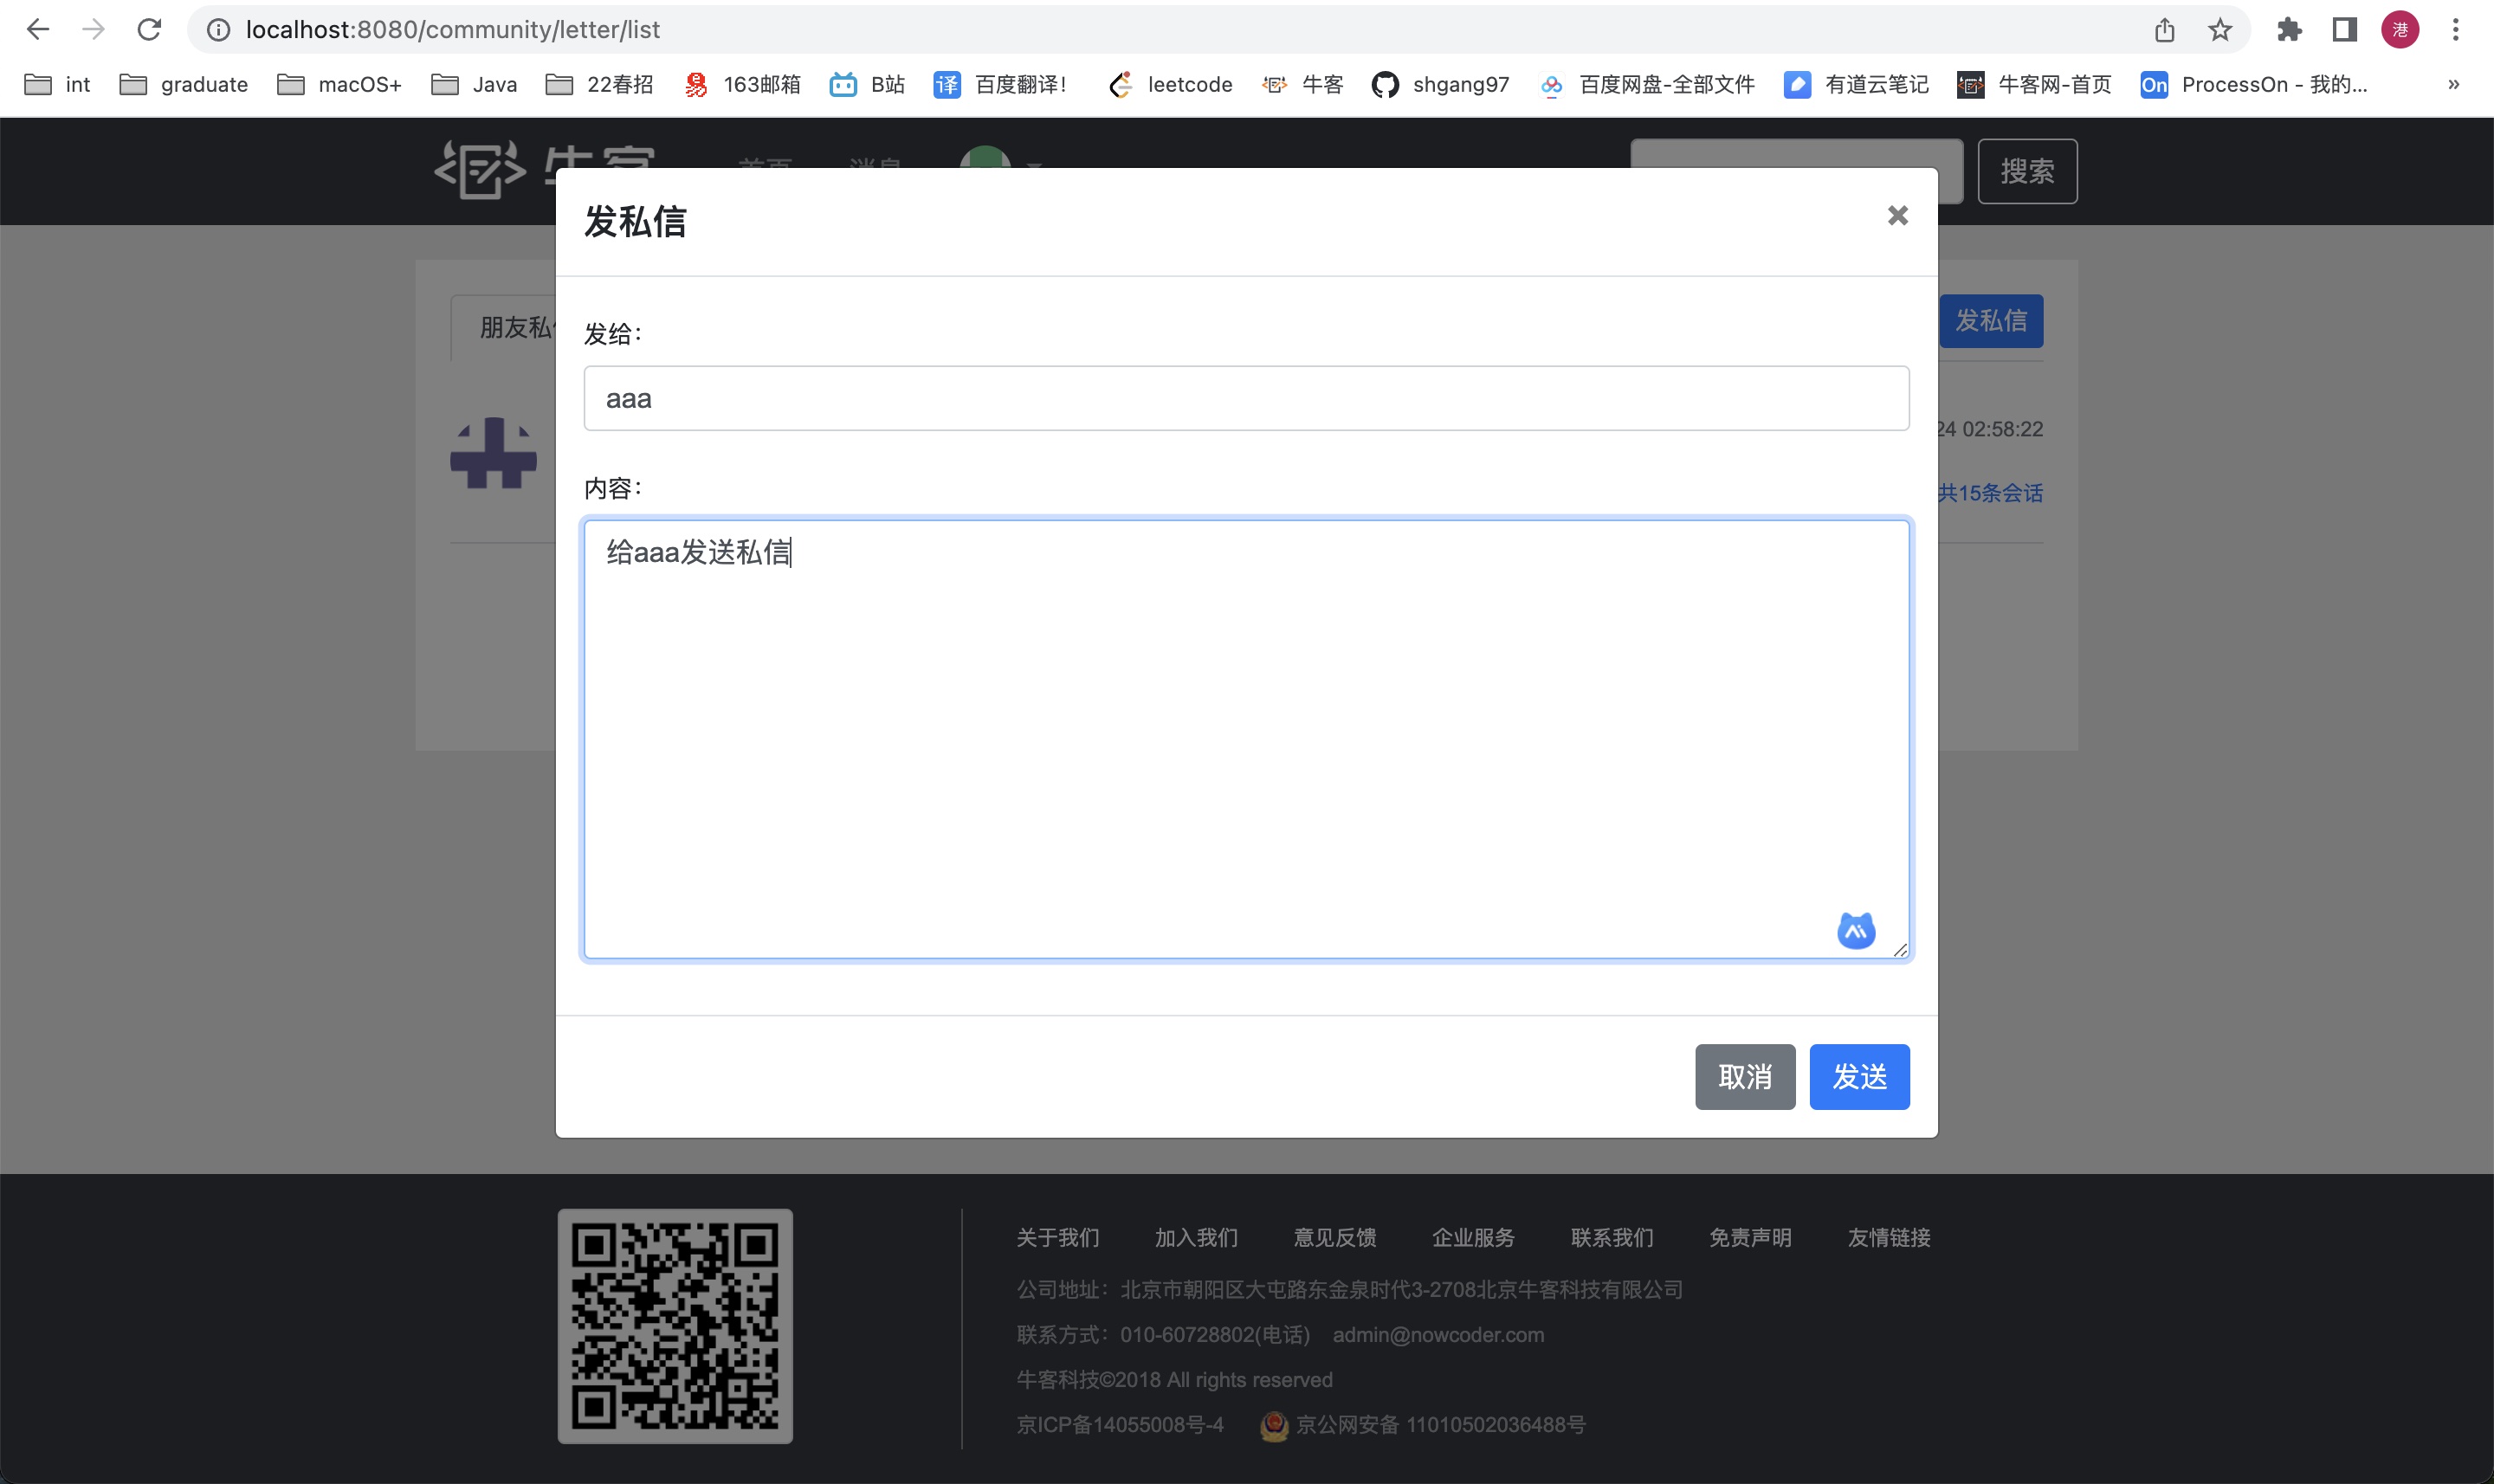 localhost:8080/community/letter/list
港
int graduate macOS+ Java 22春招 163邮箱 B站 百度翻译! leetcode 牛客 shgang97 百度网盘-全部文件 有道云笔记 牛客网-首页 ProcessOn - 我的... »
牛客 首页 消息 搜索
发私信 ×
朋友私 发私信
发给:
aaa
24 02:58:22
内容:
共15条会话
给aaa发送私信
取消 发送
关于我们 加入我们 意见反馈 企业服务 联系我们 免责声明 友情链接
公司地址：北京市朝阳区大屯路东金泉时代3-2708北京牛客科技有限公司
联系方式：010-60728802(电话) admin@nowcoder.com
牛客科技©2018 All rights reserved
京ICP备14055008号-4 京公网安备 11010502036488号